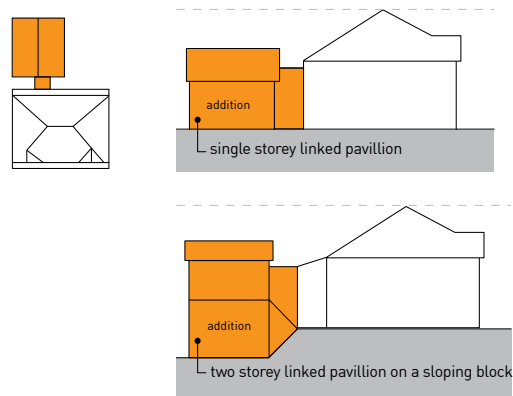 addition
single storey linked pavillion
addition
two storey linked pavillion on a sloping block